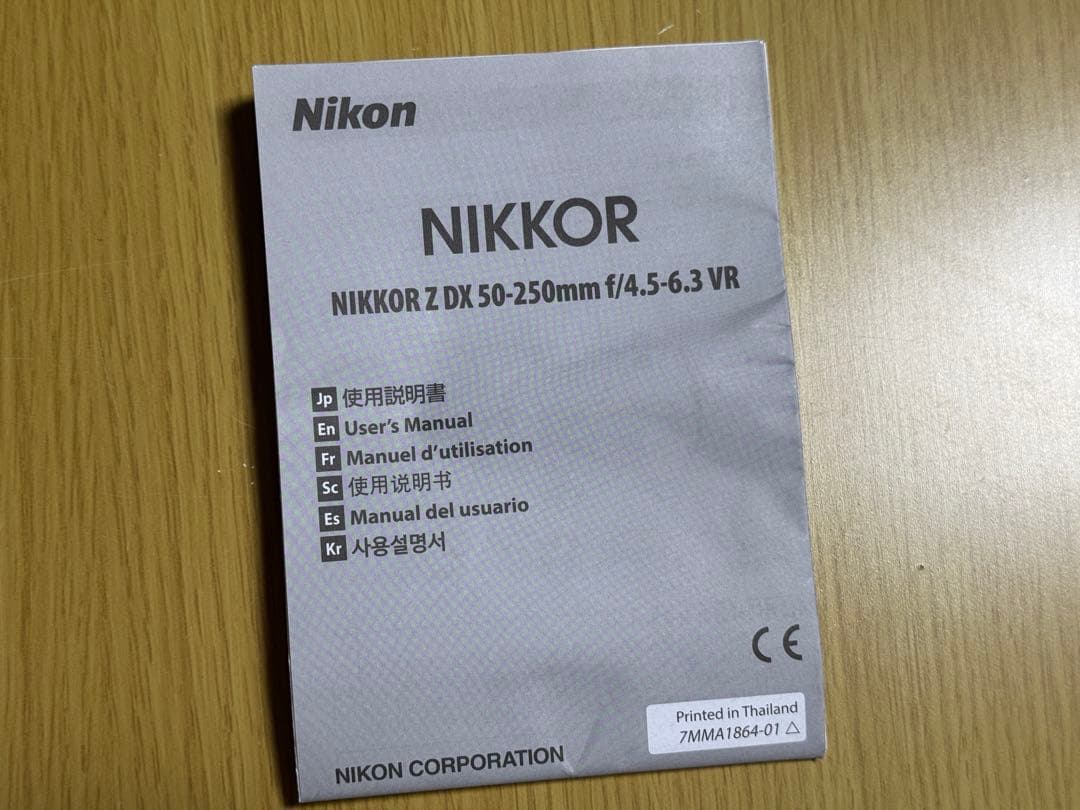 Nikon
NIKKOR
NIKKOR Z DX 50-250mm f/4.5-6.3 VR
Jp 使用説明書
En User's Manual
Fr Manuel d'utilisation
Sc 使用说明书
Es Manual del usuario
Kr 사용설명서
CE
Printed in Thailand
7MMA1864-01 △
NIKON CORPORATION